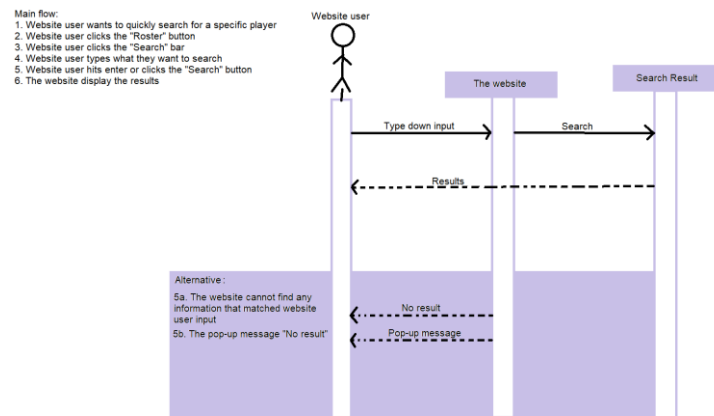 Main flow:
1. Website user wants to quickly search for a specific player
2. Website user clicks the "Roster" button
3. Website user clicks the "Search" bar
4. Website user types what they want to search
5. Website user hits enter or clicks the "Search" button
6. The website display the results
Website user
The website
Search Result
Type down input
Search
Results
Alternative :
5a. The website cannot find any
information that matched website
user input
No result
5b. The pop-up message "No result"
Pop-up message